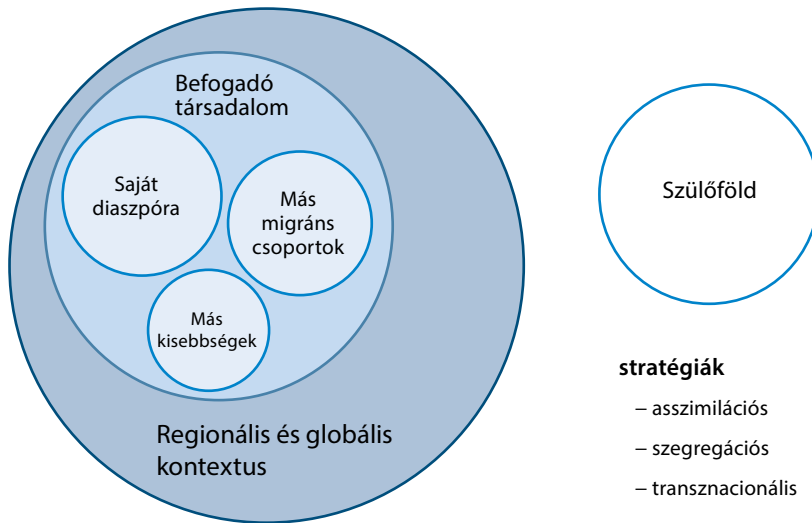 Befogadó
társadalom
Saját
diaszpóra
Más
migráns
csoportok
Más
kisebbségek
Regionális és globális
kontextus
Szülőföld
stratégiák
– asszimilációs
– szegregációs
– transznacionális